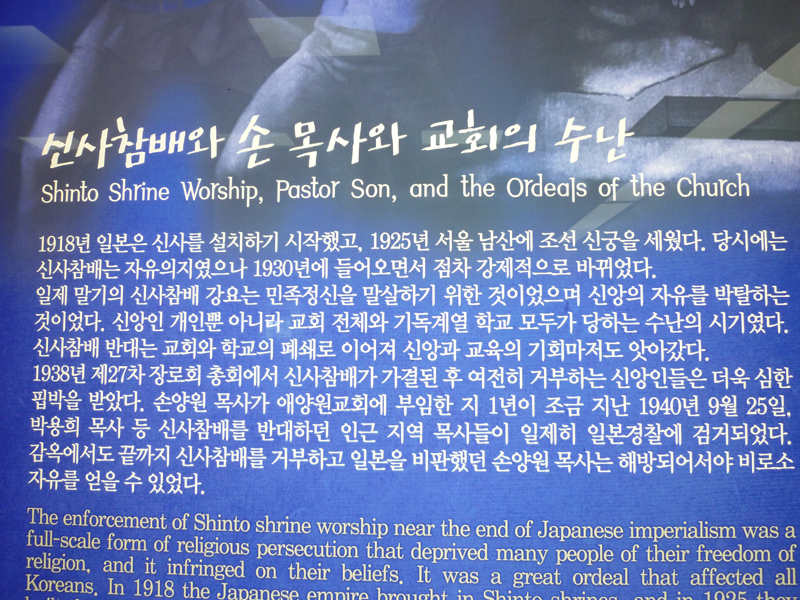 신사참배와 손 목사와 교회의 수난
Shinto Shrine Worship, Pastor Son, and the Ordeals of the Church
1918년 일본은 신사를 설치하기 시작했고, 1925년 서울 남산에 조선 신궁을 세웠다. 당시에는
신사참배는 자유의지였으나 1930년에 들어오면서 점차 강제적으로 바뀌었다.
일제 말기의 신사참배 강요는 민족정신을 말살하기 위한 것이었으며 신앙의 자유를 박탈하는
것이었다. 신앙인 개인뿐 아니라 교회 전체와 기독계열 학교 모두가 당하는 수난의 시기였다.
신사참배 반대는 교회와 학교의 폐쇄로 이어져 신앙과 교육의 기회마저도 앗아갔다.
1938년 제27차 장로회 총회에서 신사참배가 가결된 후 여전히 거부하는 신앙인들은 더욱 심한
핍박을 받았다. 손양원 목사가 애양원교회에 부임한 지 1년이 조금 지난 1940년 9월 25일,
박용희 목사 등 신사참배를 반대하던 인근 지역 목사들이 일제히 일본경찰에 검거되었다.
감옥에서도 끝까지 신사참배를 거부하고 일본을 비판했던 손양원 목사는 해방되어서야 비로소
자유를 얻을 수 있었다.
The enforcement of Shinto shrine worship near the end of Japanese imperialism was a
full-scale form of religious persecution that deprived many people of their freedom of
religion, and it infringed on their beliefs. It was a great ordeal that affected all
Koreans. In 1918 the Japanese empire brought in Shinto shrines, and in 1925 they